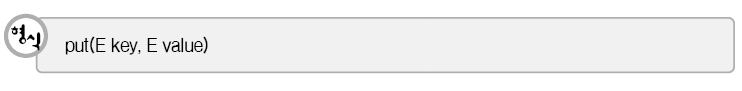 형식
put(E key, E value)